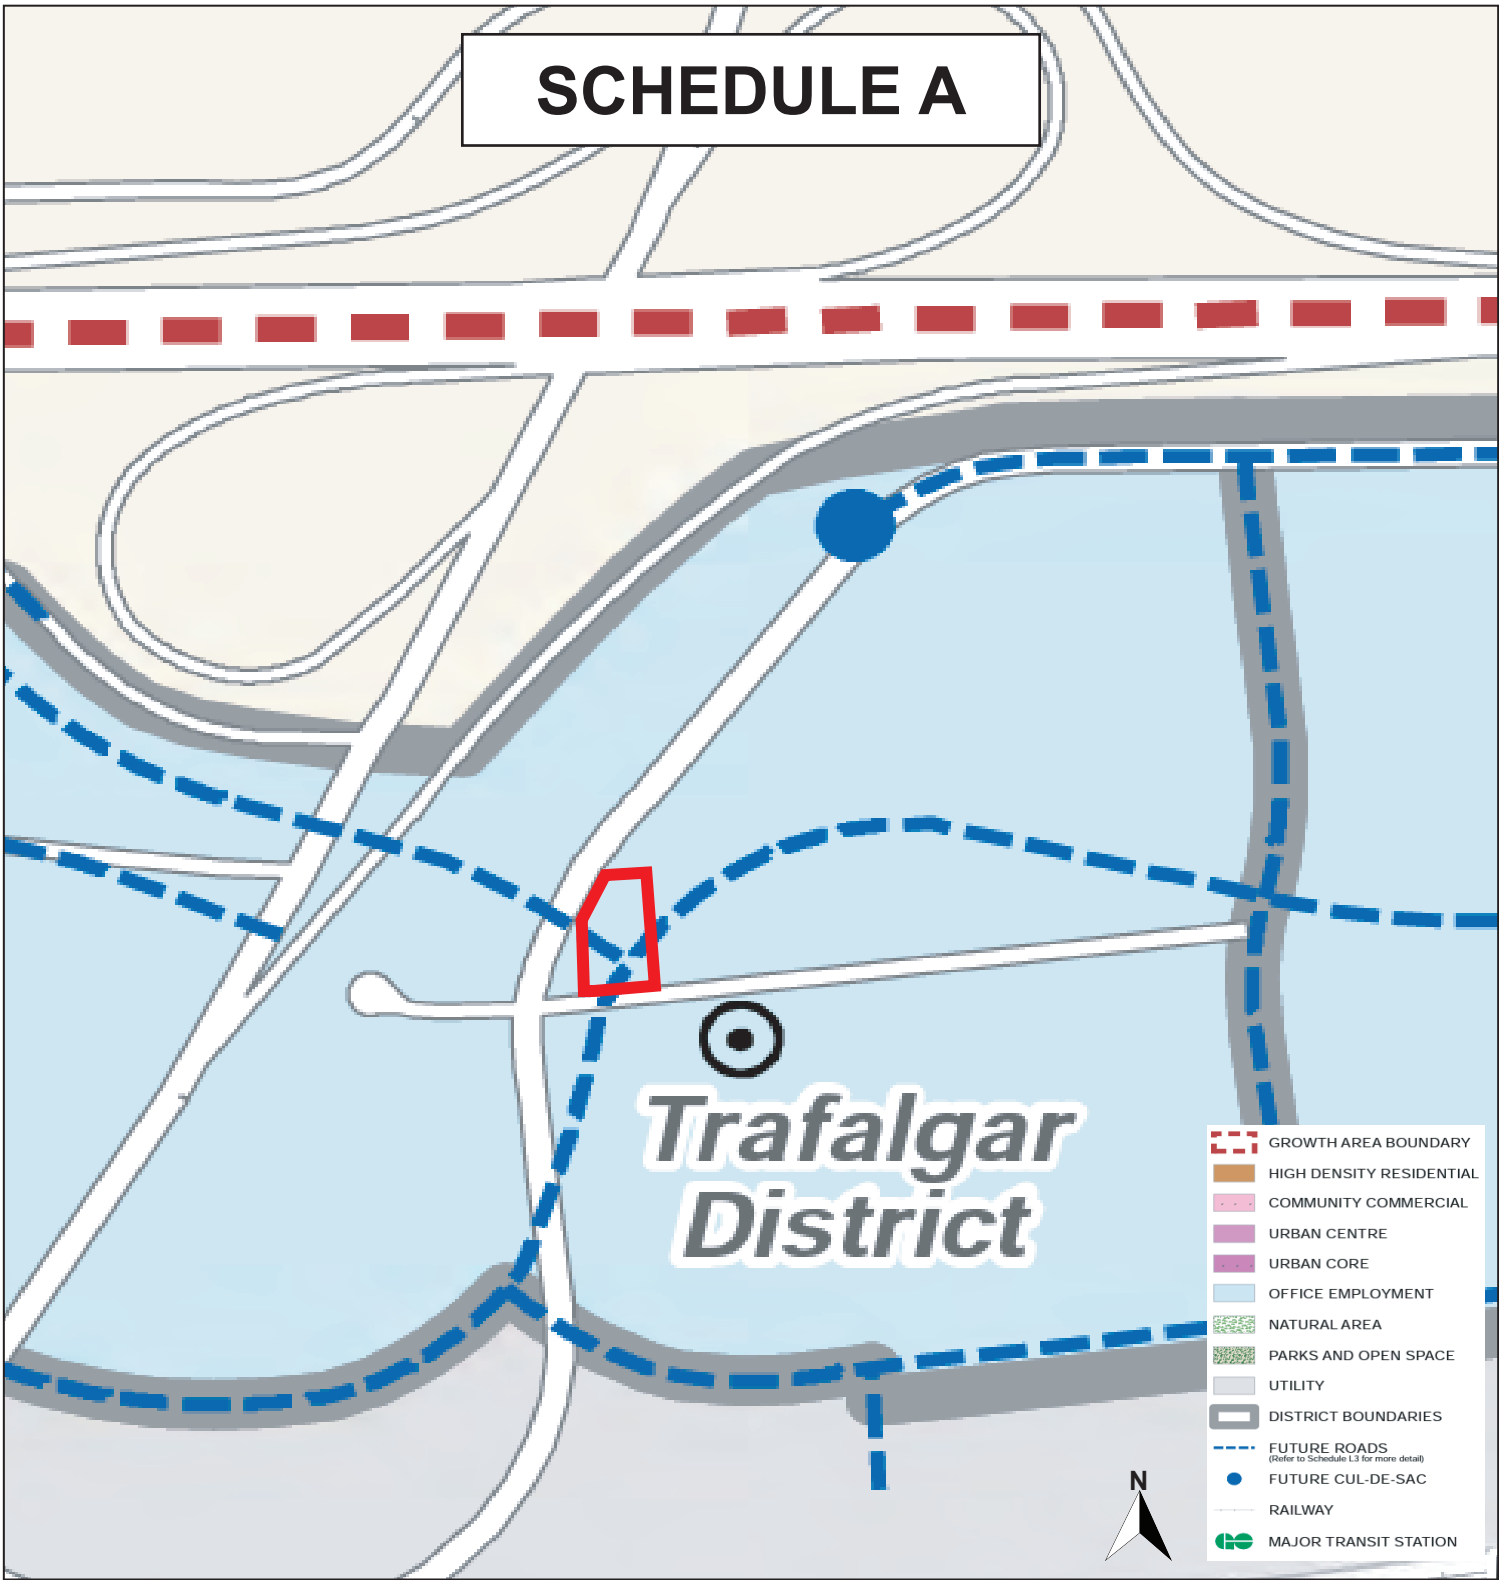 SCHEDULE A
Trafalgar
District
GROWTH AREA BOUNDARY
HIGH DENSITY RESIDENTIAL
COMMUNITY COMMERCIAL
URBAN CENTRE
URBAN CORE
OFFICE EMPLOYMENT
NATURAL AREA
PARKS AND OPEN SPACE
UTILITY
DISTRICT BOUNDARIES
FUTURE ROADS
(Refer to Schedule L3 for more detail)
FUTURE CUL-DE-SAC
RAILWAY
GO MAJOR TRANSIT STATION
N